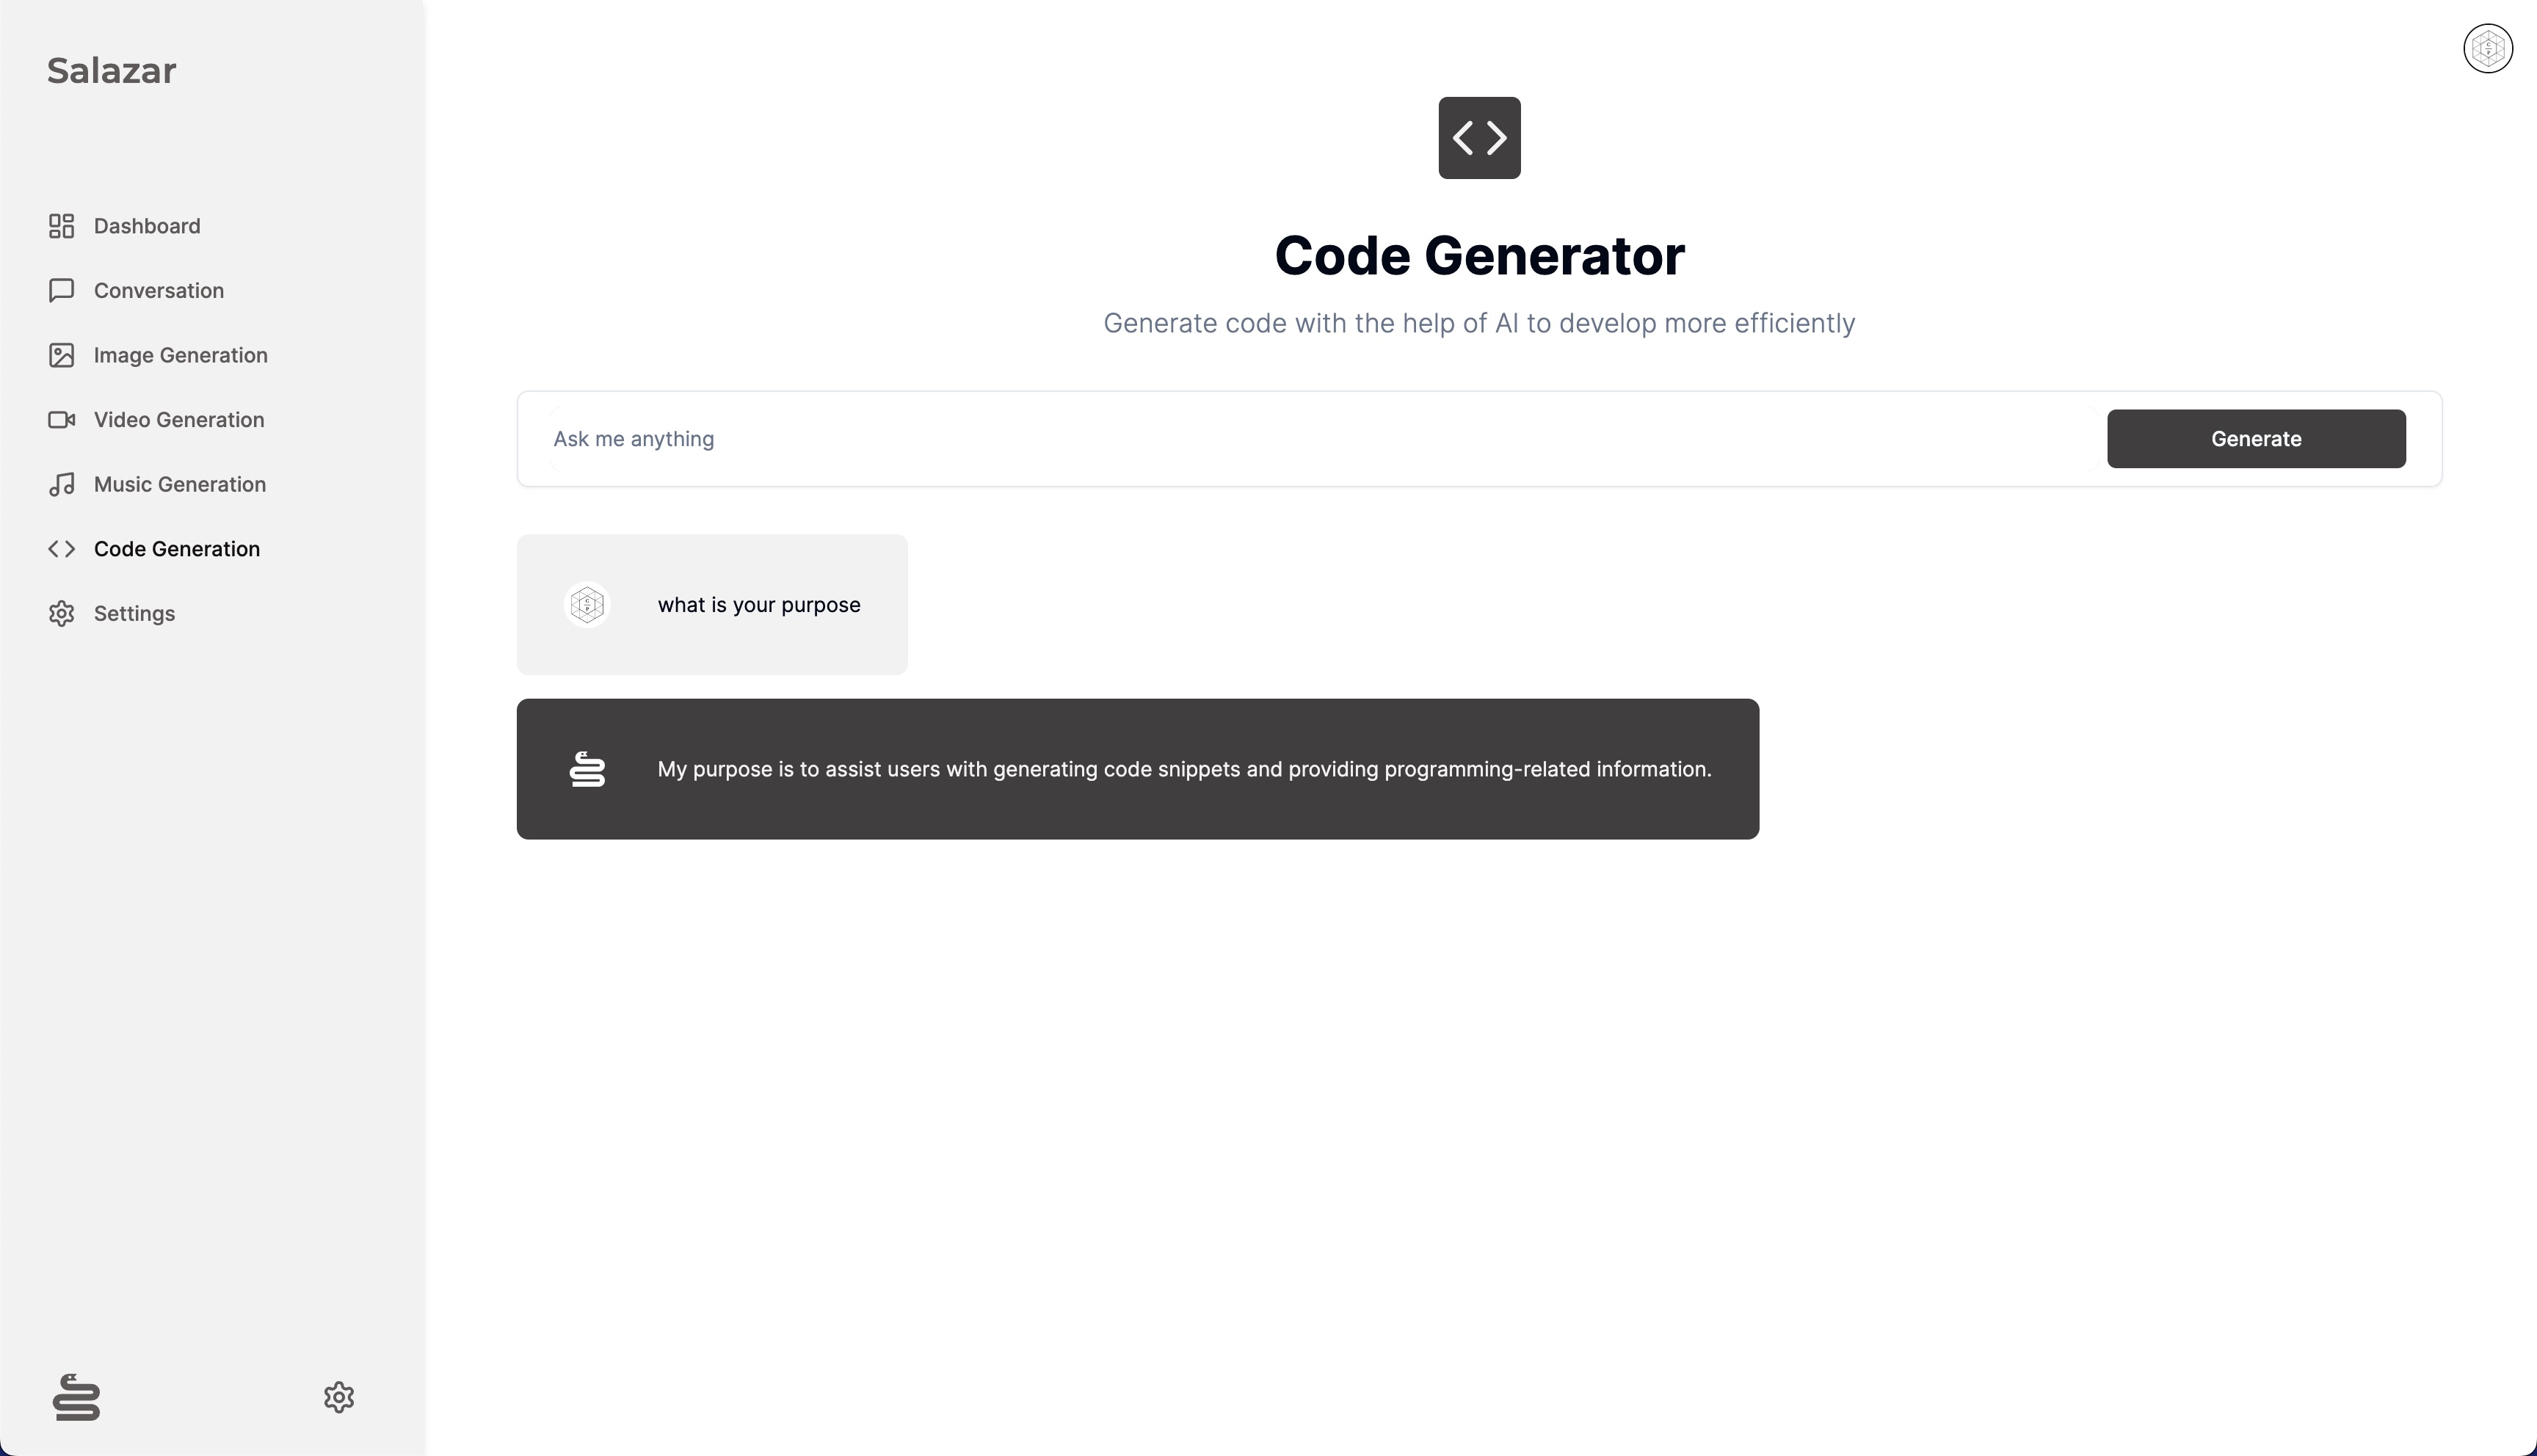 Salazar
Dashboard
Conversation
Image Generation
Video Generation
Music Generation
Code Generation
Settings
Code Generator
Generate code with the help of AI to develop more efficiently
Ask me anything
Generate
what is your purpose
My purpose is to assist users with generating code snippets and providing programming-related information.